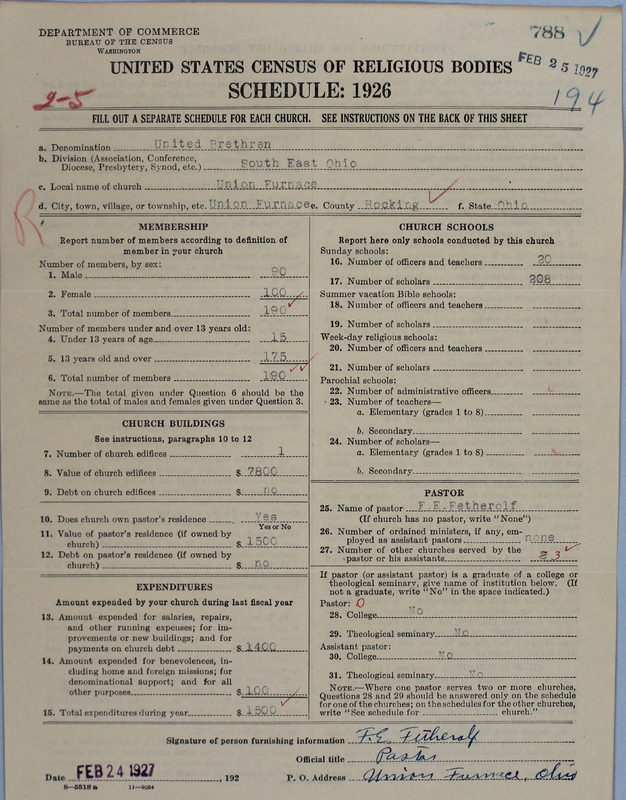 DEPARTMENT OF COMMERCE
BUREAU OF THE CENSUS
WASHINGTON
788 √
FEB 25 1927
194
2-5
UNITED STATES CENSUS OF RELIGIOUS BODIES
SCHEDULE: 1926
FILL OUT A SEPARATE SCHEDULE FOR EACH CHURCH. SEE INSTRUCTIONS ON THE BACK OF THIS SHEET
a. Denomination United Brethren
b. Division (Association, Conference, Diocese, Presbytery, Synod, etc.) South East Ohio
c. Local name of church Union Furnace
d. City, town, village, or township, etc. Union Furnace e. County Hocking f. State Ohio
R
MEMBERSHIP
Report number of members according to definition of
member in your church
Number of members, by sex:
1. Male 90
2. Female 100
3. Total number of members 190
Number of members under and over 13 years old:
4. Under 13 years of age 15
5. 13 years old and over 175
6. Total number of members 190
NOTE.—The total given under Question 6 should be
same as the total of males and females given under Question 3.
CHURCH BUILDINGS
See instructions, paragraphs 10 to 12
7. Number of church edifices 1
8. Value of church edifices $ 7800
9. Debt on church edifices $ no
10. Does church own pastor's residence Yes
Yes or No
11. Value of pastor's residence (if owned by
church) $ 1500
12. Debt on pastor's residence (if owned by
church) $ no
EXPENDITURES
Amount expended by your church during last fiscal year
13. Amount expended for salaries, repairs,
and other running expenses; for im-
provements or new buildings; and for
payments on church debt $ 1400
14. Amount expended for benevolences, in-
cluding home and foreign missions; for
denominational support; and for all
other purposes $ 100
15. Total expenditures during year $ 1500
CHURCH SCHOOLS
Report here only schools conducted by this church
Sunday schools:
16. Number of officers and teachers 20
17. Number of scholars 208
Summer vacation Bible schools:
18. Number of officers and teachers
19. Number of scholars
Week-day religious schools:
20. Number of officers and teachers
21. Number of scholars
Parochial schools:
22. Number of administrative officers
23. Number of teachers—
a. Elementary (grades 1 to 8)
b. Secondary
24. Number of scholars—
a. Elementary (grades 1 to 8)
b. Secondary
PASTOR
25. Name of pastor F.E.Fetherolf
(If church has no pastor, write "None")
26. Number of ordained ministers, if any, em-
ployed as assistant pastors none
27. Number of other churches served by the
pastor or his assistants 3
If pastor (or assistant pastor) is a graduate of a college or
theological seminary, give name of institution below. (If
not a graduate, write "No" in the space indicated.)
Pastor: 0
28. College No
29. Theological seminary No
Assistant pastor:
30. College No
31. Theological seminary No
NOTE.—Where one pastor serves two or more churches,
Questions 28 and 29 should be answered only on the schedule
for one of the churches; on the schedules for the other churches,
write "See schedule for church."
Signature of person furnishing information F.E. Fetherolf
Official title Pastor
Date FEB 24 1927, 192 P. O. Address Union Furnace, Ohio
8-5518a 11-9064